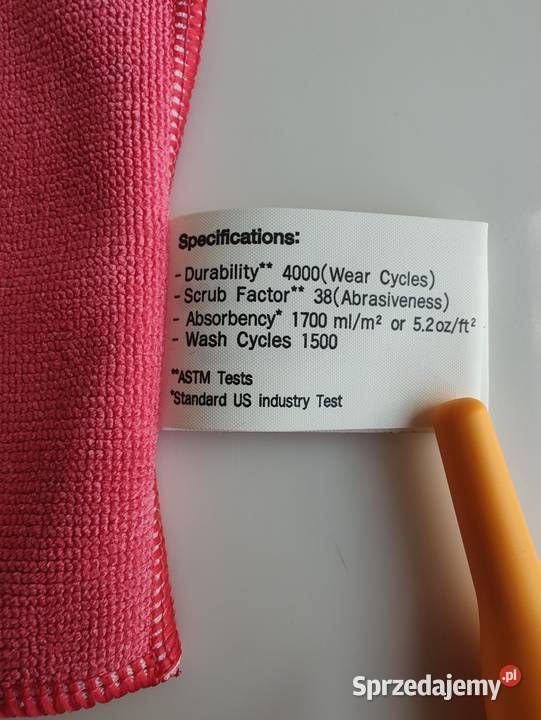 Specifications:
- Durability** 4000(Wear Cycles)
- Scrub Factor** 38(Abrasiveness)
- Absorbency* 1700 ml/m² or 5.2oz/ft²
- Wash Cycles 1500
**ASTM Tests
*Standard US industry Test
Sprzedajemy.pl